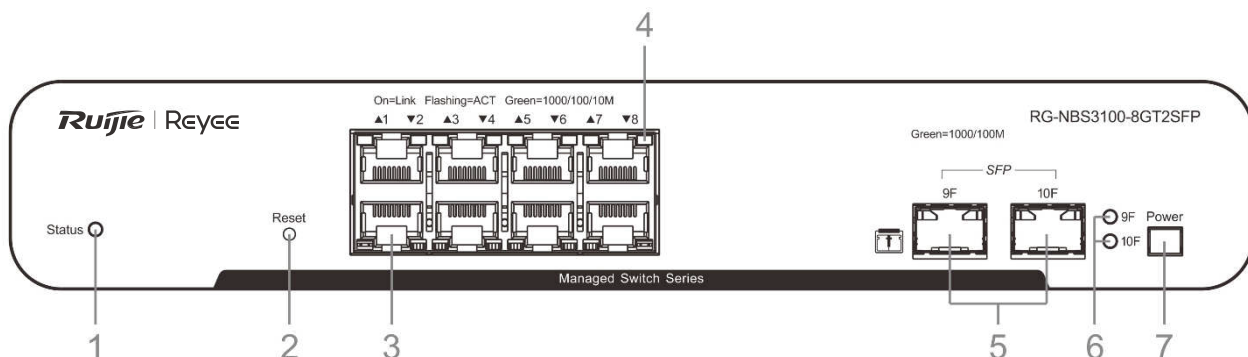 4
On=Link Flashing=ACT Green=1000/100/10M
▲1 ▼2 ▲3 ▼4 ▲5 ▼6 ▲7 ▼8
Ruijie | Reyee
RG-NBS3100-8GT2SFP
Green=1000/100M
SFP
9F 10F
Status
Reset
9F
10F
Power
Managed Switch Series
1 2 3 5 6 7